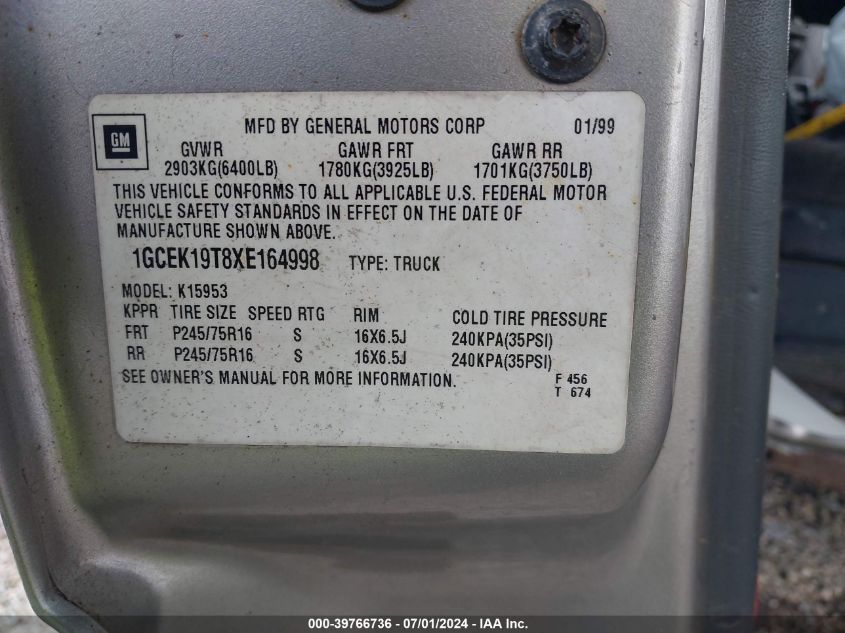 GM
MFD BY GENERAL MOTORS CORP 01/99
GVWR GAWR FRT GAWR RR
2903KG(6400LB) 1780KG(3925LB) 1701KG(3750LB)
THIS VEHICLE CONFORMS TO ALL APPLICABLE U.S. FEDERAL MOTOR
VEHICLE SAFETY STANDARDS IN EFFECT ON THE DATE OF
MANUFACTURE SHOWN ABOVE.
1GCEK19T8XE164998 TYPE: TRUCK
MODEL: K15953
KPPR TIRE SIZE SPEED RTG RIM COLD TIRE PRESSURE
FRT P245/75R16 S 16X6.5J 240KPA(35PSI)
RR P245/75R16 S 16X6.5J 240KPA(35PSI)
SEE OWNER'S MANUAL FOR MORE INFORMATION. F 456
T 674
000-39766736 - 07/01/2024 - IAA Inc.